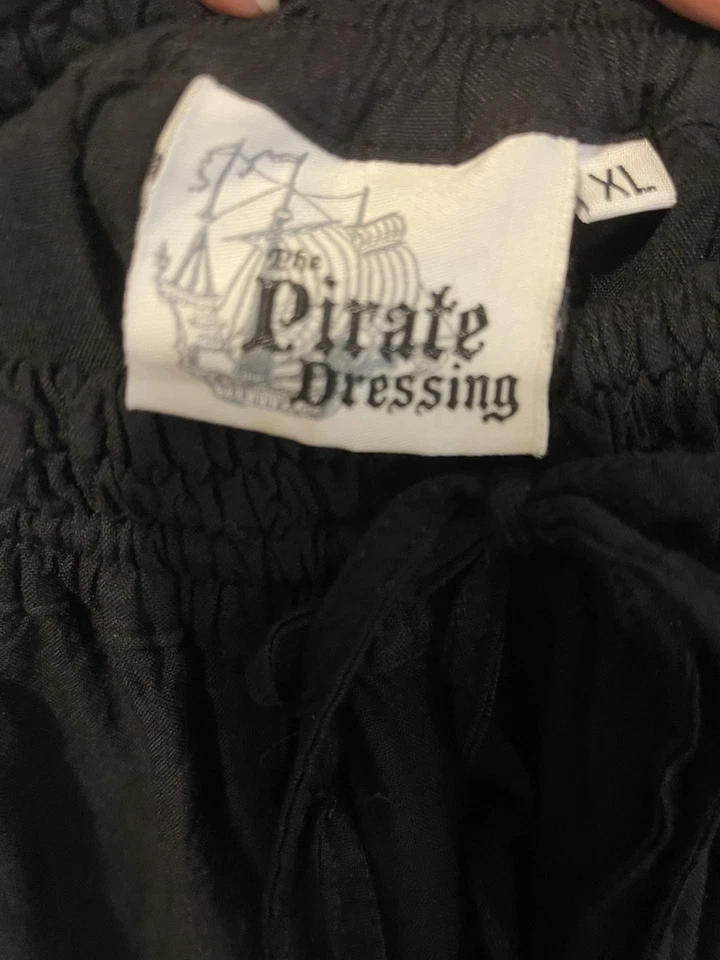 The
Pirate
Dressing
XL